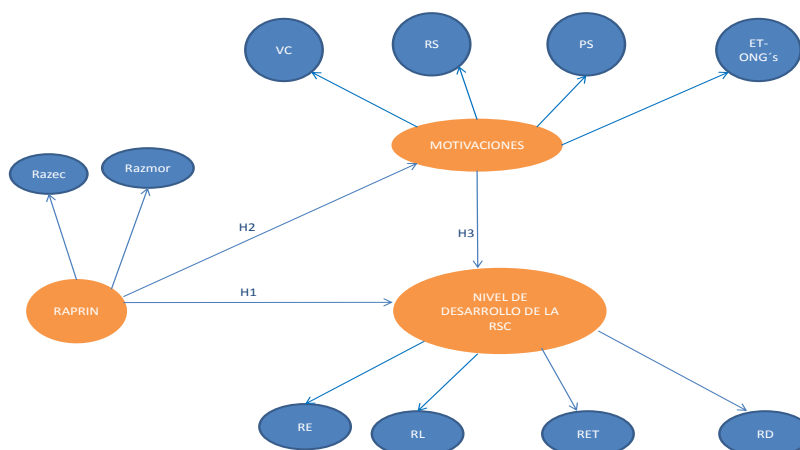 VC
RS
PS
ET-
ONG´s
MOTIVACIONES
Razec
Razmor
H2
H3
H1
RAPRIN
NIVEL DE
DESARROLLO DE LA
RSC
RE
RL
RET
RD